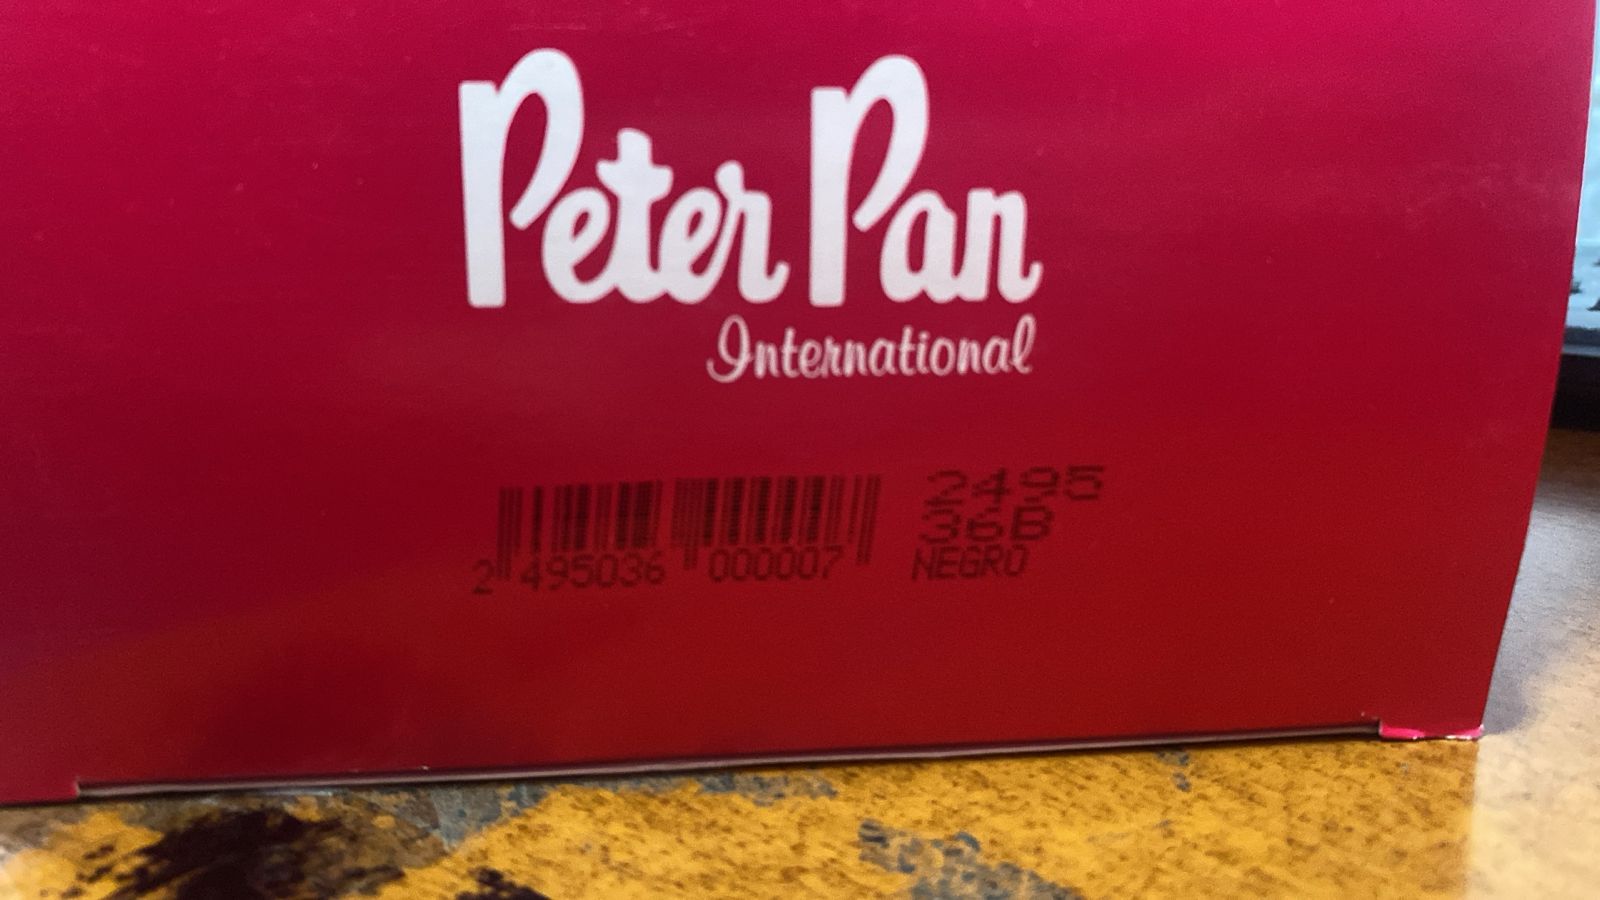 Peter Pan
International
2 495036 000007
2495
36B
NEGRO